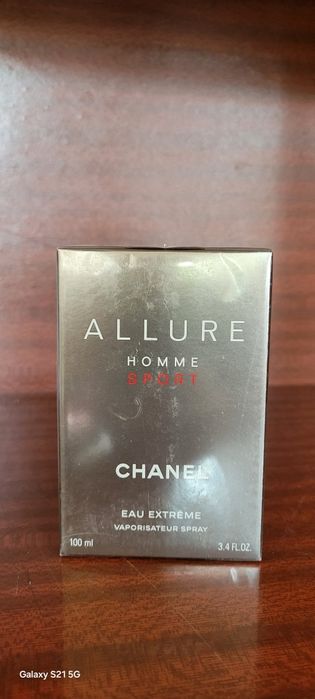 ALLURE
HOMME
SPORT
CHANEL
EAU EXTRÊME
VAPORISATEUR SPRAY
100 ml 3.4 FL.OZ.
Galaxy S21 5G